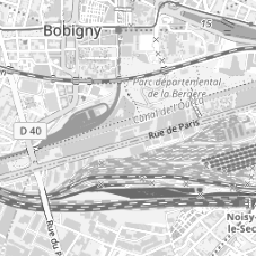 15
Bobigny
Parc départemental
de la Bergère
Canal de l'Ourcq
Rue de Paris
D 40
Noisy-
le-Sec
Rue du P